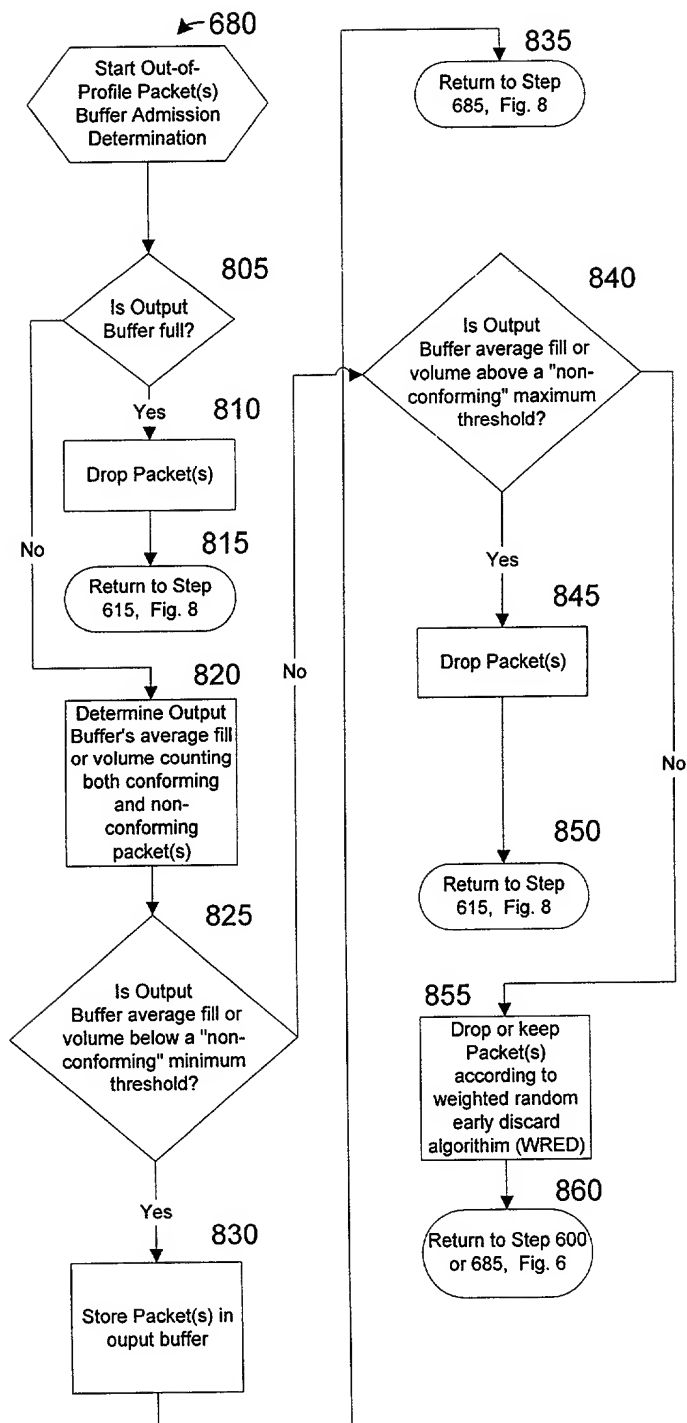 680
Start Out-of-
Profile Packet(s)
Buffer Admission
Determination
805
Is Output
Buffer full?
Yes
810
Drop Packet(s)
No
815
Return to Step
615, Fig. 8
820
Determine Output
Buffer's average fill
or volume counting
both conforming
and non-
conforming
packet(s)
825
Is Output
Buffer average fill or
volume below a "non-
conforming" minimum
threshold?
No
Yes
830
Store Packet(s) in
ouput buffer
835
Return to Step
685, Fig. 8
840
Is Output
Buffer average fill or
volume above a "non-
conforming" maximum
threshold?
Yes
845
Drop Packet(s)
No
850
Return to Step
615, Fig. 8
855
Drop or keep
Packet(s)
according to
weighted random
early discard
algorithim (WRED)
860
Return to Step 600
or 685, Fig. 6